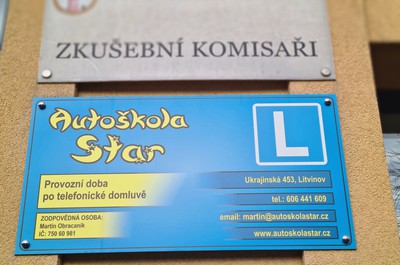 ZKUŠEBNÍ KOMISAŘI
Autoškola
Star
L
Provozní doba
po telefonické domluvě
ZODPOVĚDNÁ OSOBA:
Martin Obracaník
IČ: 750 60 981
Ukrajinská 453, Litvínov
tel.: 606 441 609
email: martin@autoskolastar.cz
www.autoskolastar.cz